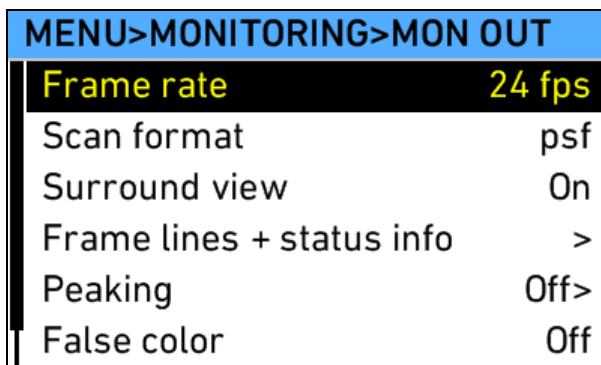 MENU>MONITORING>MON OUT
Frame rate 24 fps
Scan format psf
Surround view On
Frame lines + status info >
Peaking Off>
False color Off